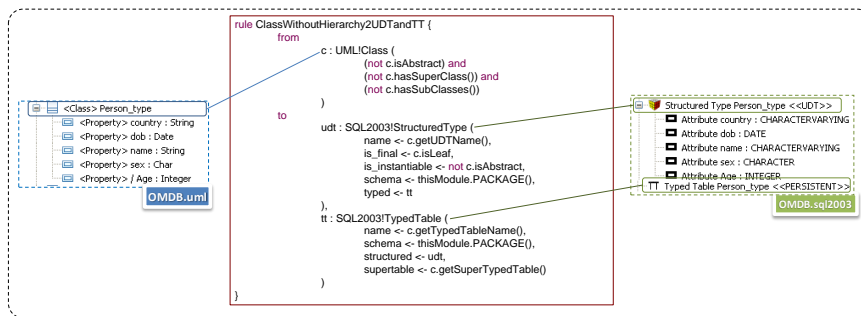 rule ClassWithoutHierarchy2UDTandTT {
from
c : UML!Class (
(not c.isAbstract) and
(not c.hasSuperClass()) and
(not c.hasSubClasses())
)
to
udt : SQL2003!StructuredType (
name <- c.getUDTName(),
is_final <- c.isLeaf,
is_instantiable <- not c.isAbstract,
schema <- thisModule.PACKAGE(),
typed <- tt
),
tt : SQL2003!TypedTable (
name <- c.getTypedTableName(),
schema <- thisModule.PACKAGE(),
structured <- udt,
supertable <- c.getSuperTypedTable()
)
}
<Class> Person_type
<Property> country : String
<Property> dob : Date
<Property> name : String
<Property> sex : Char
<Property> / Age : Integer
OMDB.uml
Structured Type Person_type <<UDT>>
Attribute country : CHARACTERVARYING
Attribute dob : DATE
Attribute name : CHARACTERVARYING
Attribute sex : CHARACTER
Attribute Age : INTEGER
Typed Table Person_type <<PERSISTENT>>
OMDB.sql2003